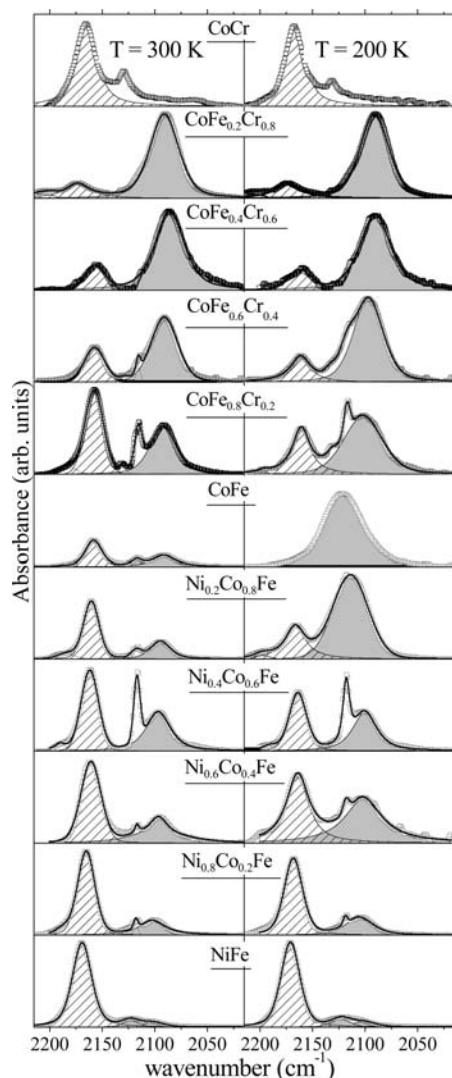 CoCr
T = 300 K
T = 200 K
CoFe₀.₂Cr₀.₈
CoFe₀.₄Cr₀.₆
CoFe₀.₆Cr₀.₄
CoFe₀.₈Cr₀.₂
CoFe
Ni₀.₂Co₀.₈Fe
Ni₀.₄Co₀.₆Fe
Ni₀.₆Co₀.₄Fe
Ni₀.₈Co₀.₂Fe
NiFe
Absorbance (arb. units)
2200 2150 2100 2050 2200 2150 2100 2050
wavenumber (cm⁻¹)